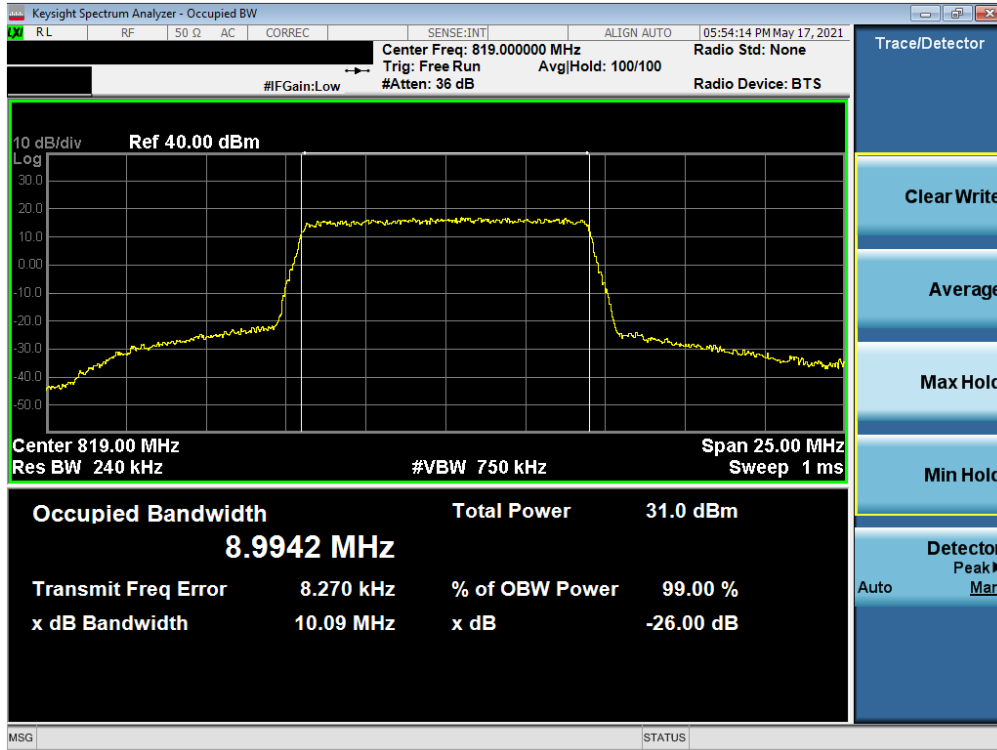 Keysight Spectrum Analyzer - Occupied BW
LXI RL RF 50 Ω AC CORREC SENSE:INT ALIGN AUTO 05:54:14 PM May 17, 2021
Center Freq: 819.000000 MHz Radio Std: None
Trig: Free Run Avg|Hold: 100/100
#IFGain:Low #Atten: 36 dB Radio Device: BTS
Trace/Detector
10 dB/div Ref 40.00 dBm
Log
30.0
20.0
10.0
0.00
-10.0
-20.0
-30.0
-40.0
-50.0
Center 819.00 MHz Span 25.00 MHz
Res BW 240 kHz #VBW 750 kHz Sweep 1 ms
Occupied Bandwidth Total Power 31.0 dBm
8.9942 MHz
Transmit Freq Error 8.270 kHz % of OBW Power 99.00 %
x dB Bandwidth 10.09 MHz x dB -26.00 dB
Clear Write
Average
Max Hold
Min Hold
Detector
Peak
Auto Man
MSG STATUS